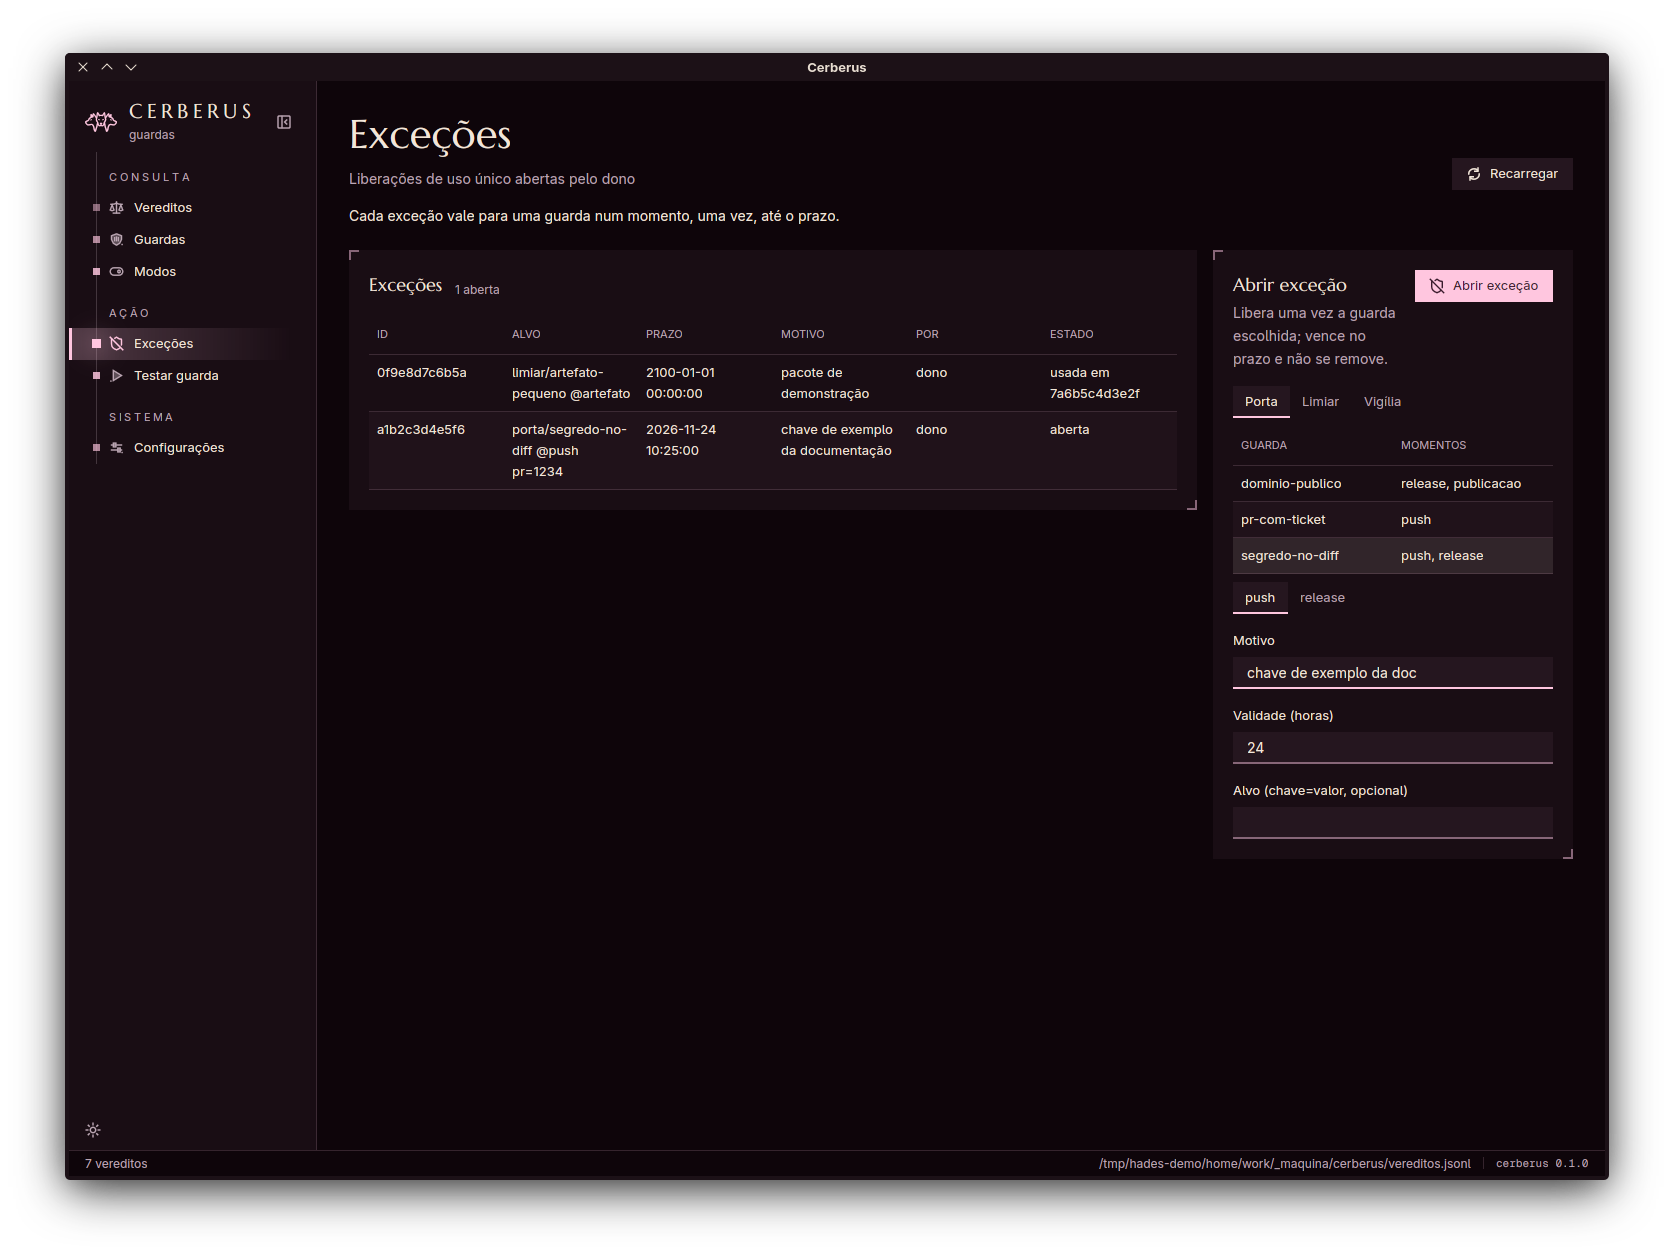 Cerberus
CERBERUS
guardas
CONSULTA
Vereditos
Guardas
Modos
AÇÃO
Exceções
Testar guarda
SISTEMA
Configurações
Exceções
Liberações de uso único abertas pelo dono
Cada exceção vale para uma guarda num momento, uma vez, até o prazo.
Recarregar
Exceções 1 aberta
ID ALVO PRAZO MOTIVO POR ESTADO
0f9e8d7c6b5a limiar/artefato- 2100-01-01 pacote de dono usada em
pequeno @artefato 00:00:00 demonstração 7a6b5c4d3e2f
a1b2c3d4e5f6 porta/segredo-no- 2026-11-24 chave de exemplo dono aberta
diff @push 10:25:00 da documentação
pr=1234
Abrir exceção
Abrir exceção
Libera uma vez a guarda
escolhida; vence no
prazo e não se remove.
Porta Limiar Vigília
GUARDA MOMENTOS
dominio-publico release, publicacao
pr-com-ticket push
segredo-no-diff push, release
push release
Motivo
chave de exemplo da doc
Validade (horas)
24
Alvo (chave=valor, opcional)
7 vereditos
/tmp/hades-demo/home/work/_maquina/cerberus/vereditos.jsonl
cerberus 0.1.0